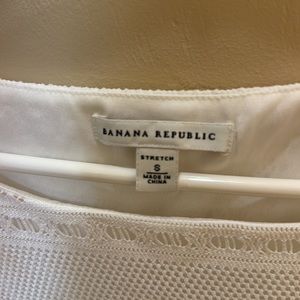 BANANA REPUBLIC
STRETCH
S
MADE IN
CHINA